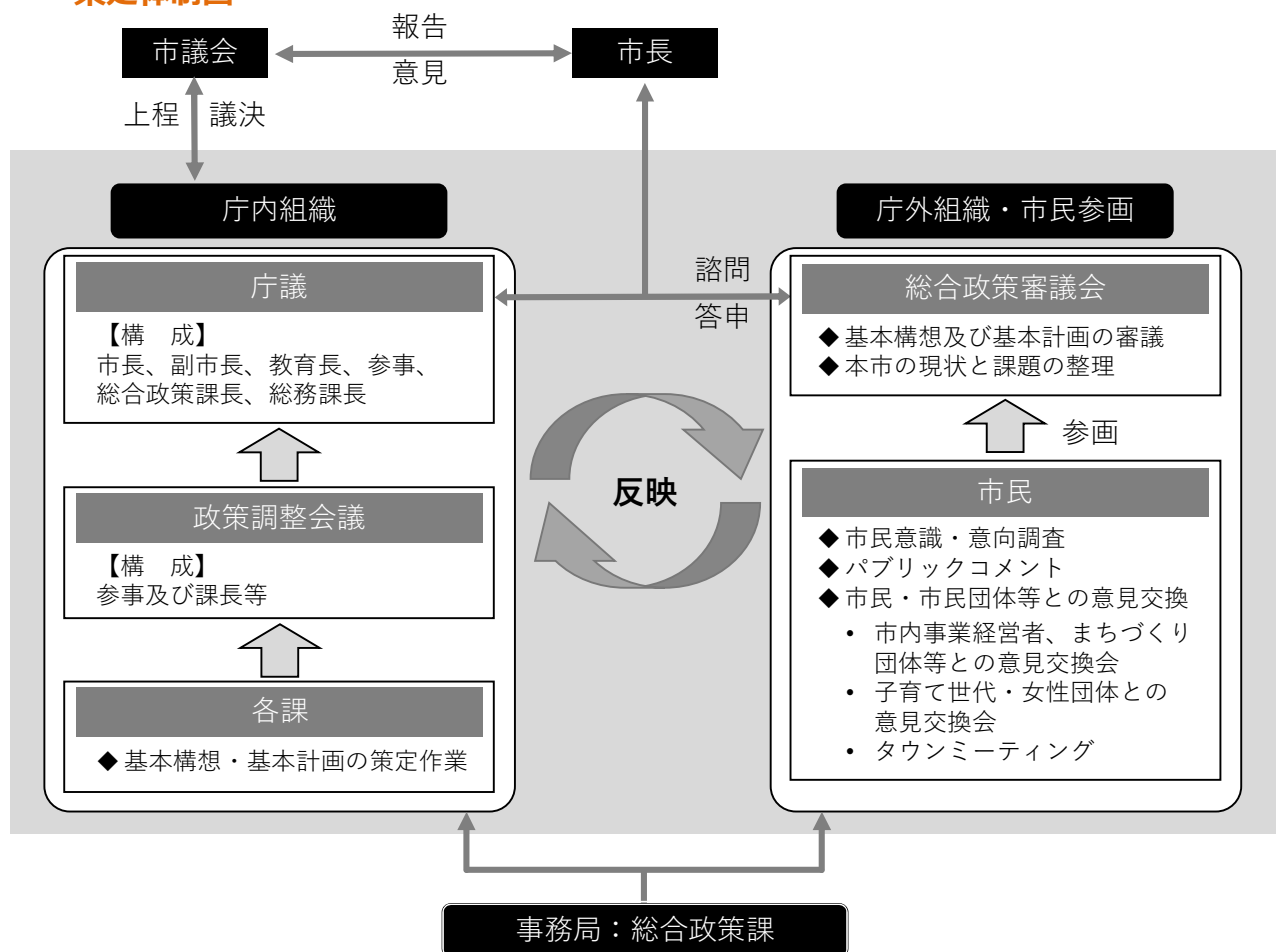 策定体制図
市議会
報告
意見
市長
上程
議決
庁内組織
庁議
【構　成】
市長、副市長、教育長、参事、
総合政策課長、総務課長
政策調整会議
【構　成】
参事及び課長等
各課
◆基本構想・基本計画の策定作業
諮問
答申
反映
庁外組織・市民参画
総合政策審議会
◆基本構想及び基本計画の審議
◆本市の現状と課題の整理
参画
市民
◆市民意識・意向調査
◆パブリックコメント
◆市民・市民団体等との意見交換
• 市内事業経営者、まちづくり
団体等との意見交換会
• 子育て世代・女性団体との
意見交換会
• タウンミーティング
事務局：総合政策課